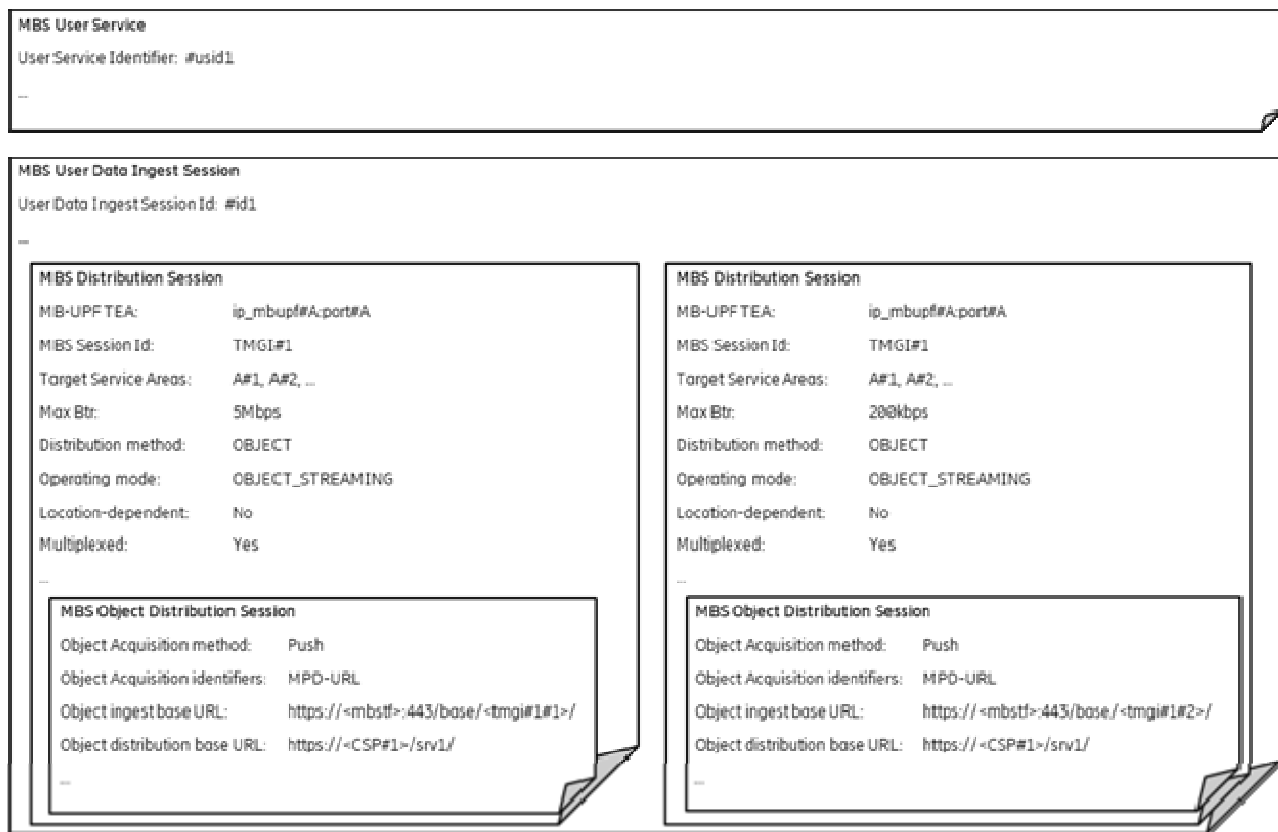 MBS User Service
User Service Identifier: #usid1
...
MBS User Data Ingest Session
User Data Ingest Session Id: #id1
...
MBS Distribution Session
MB-UPF TEA: ip_mbupf#A:port#A
MBS Session Id: TMGI#1
Target Service Areas: A#1, A#2, ...
Max Btr: 5Mbps
Distribution method: OBJECT
Operating mode: OBJECT_STREAMING
Location-dependent: No
Multiplexed: Yes
...
MBS Object Distribution Session
Object Acquisition method: Push
Object Acquisition identifiers: MPD-URL
Object ingest base URL: https://<mbstf>:443/base/<tmgi#1#1>/
Object distribution base URL: https://<CSP#1>/srv1/
...
MBS Distribution Session
MB-UPF TEA: ip_mbupf#A:port#A
MBS Session Id: TMGI#1
Target Service Areas: A#1, A#2, ...
Max Btr: 200kbps
Distribution method: OBJECT
Operating mode: OBJECT_STREAMING
Location-dependent: No
Multiplexed: Yes
...
MBS Object Distribution Session
Object Acquisition method: Push
Object Acquisition identifiers: MPD-URL
Object ingest base URL: https://<mbstf>:443/base/<tmgi#1#2>/
Object distribution base URL: https://<CSP#1>/srv1/
...